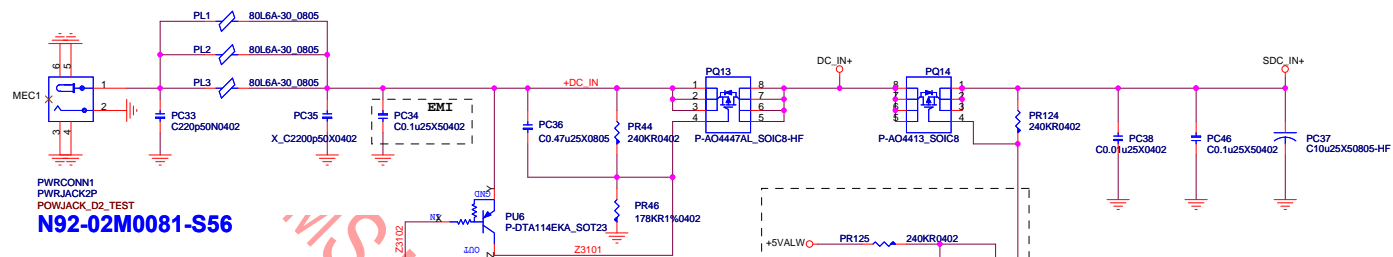 PL1 80L6A-30_0805
PL2 80L6A-30_0805
PL3 80L6A-30_0805
MEC1
6
5
1
2
3
4
PC33
C220p50N0402
PC35
X_C2200p50X0402
EMI
PC34
C0.1u25X50402
+DC_IN
PC36
C0.47u25X0805
PR44
240KR0402
PR46
178KR1%0402
PQ13
1
2
3
4
8
7
6
5
P-AO4447AL_SOIC8-HF
DC_IN+
PQ14
8
7
6
5
1
2
3
4
P-AO4413_SOIC8
PR124
240KR0402
PC38
C0.01u25X0402
PC46
C0.1u25X50402
SDC_IN+
PC37
C10u25X50805-HF
PWRCONN1
PWRJACK2P
POWJACK_D2_TEST
N92-02M0081-S56
GND
IN
OUT
PU6
P-DTA114EKA_SOT23
Z3102
Z3101
+5VALW
PR125 240KR0402